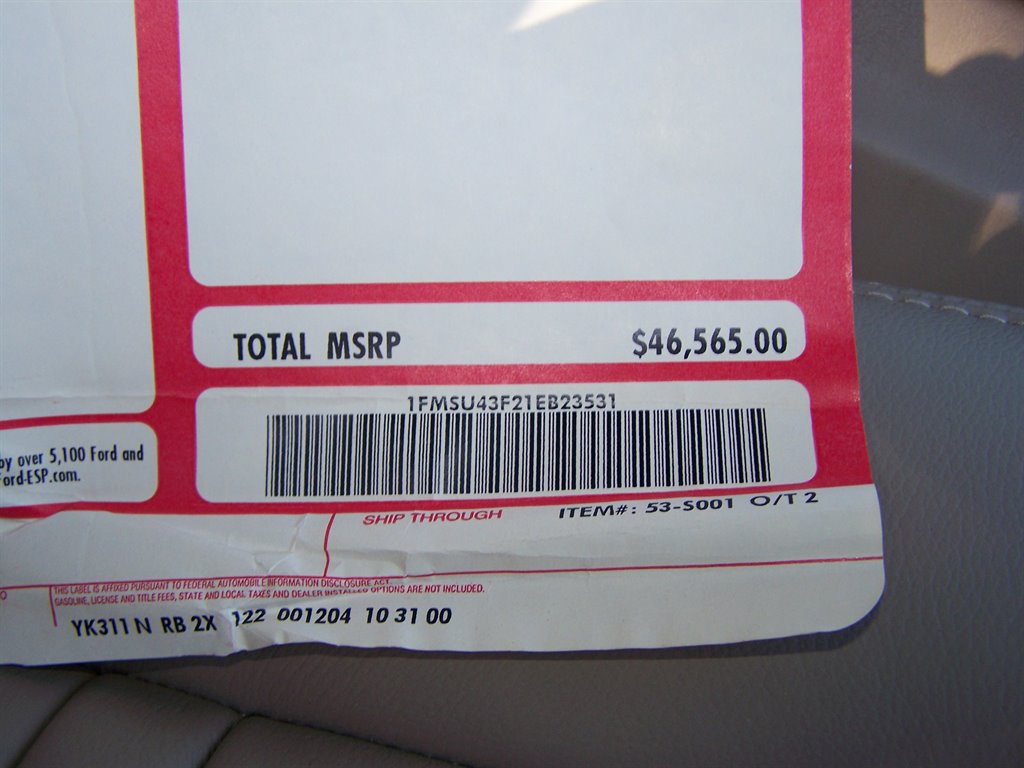 TOTAL MSRP $46,565.00
1FMSU43F21EB23531
by over 5,100 Ford and
Ford-ESP.com.
SHIP THROUGH ITEM#: 53-S001 O/T 2
THIS LABEL IS AFFIXED PURSUANT TO FEDERAL AUTOMOBILE INFORMATION DISCLOSURE ACT.
GASOLINE, LICENSE AND TITLE FEES, STATE AND LOCAL TAXES AND DEALER INSTALLED OPTIONS ARE NOT INCLUDED.
YK311 N RB 2X 122 001204 10 31 00